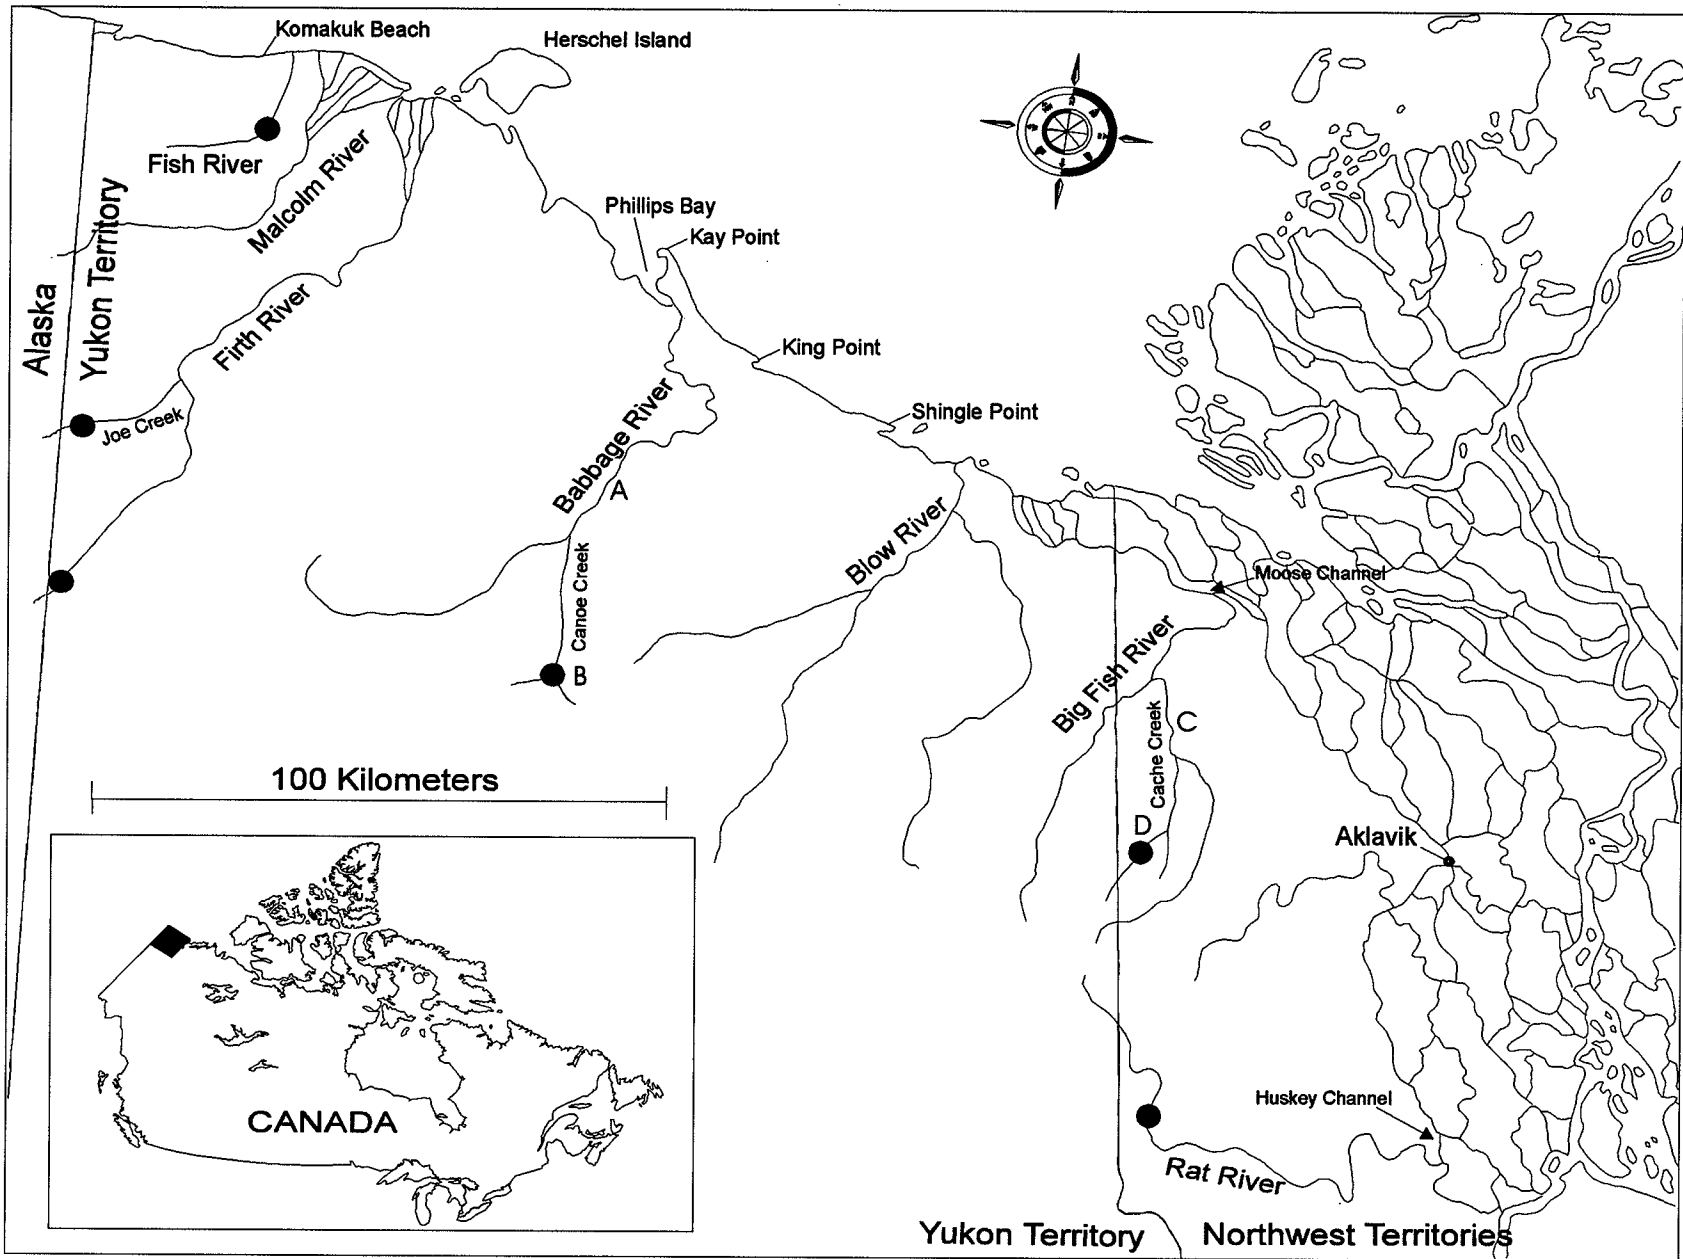 Komakuk Beach
Herschel Island
Fish River
Malcolm River
Phillips Bay
Kay Point
Alaska
Yukon Territory
Firth River
King Point
Joe Creek
Babbage River
A
Shingle Point
Blow River
Canoe Creek
B
Moose Channel
Big Fish River
C
Cache Creek
D
100 Kilometers
Aklavik
CANADA
Huskey Channel
Rat River
Yukon Territory
Northwest Territories